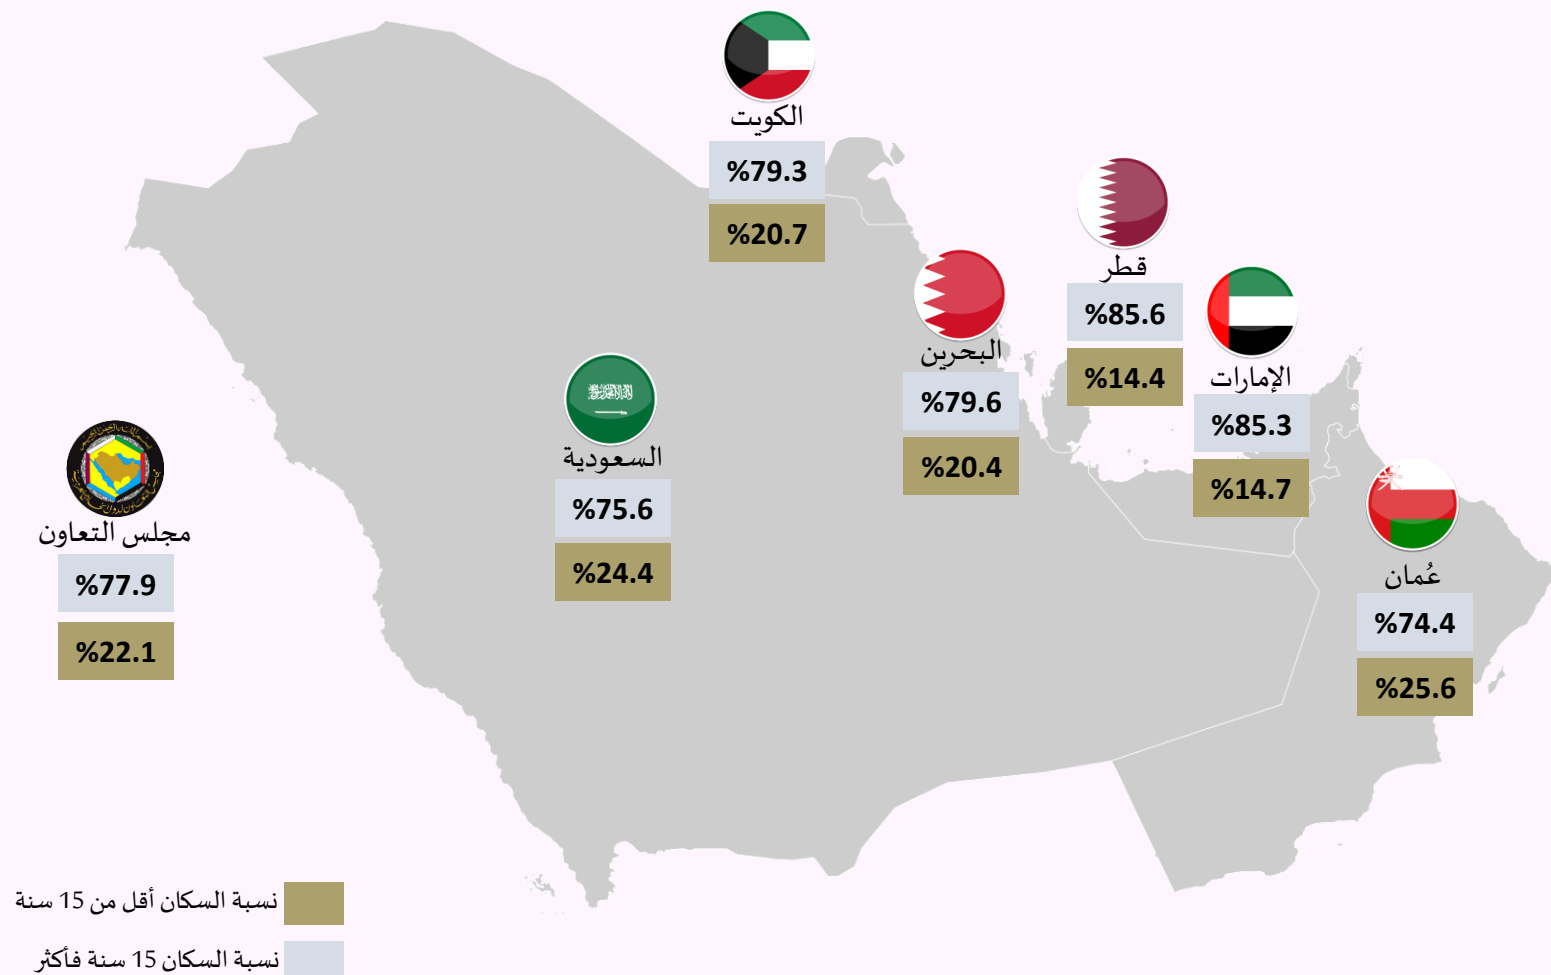 الكويت
%79.3
%20.7
قطر
%85.6
%14.4
البحرين
%79.6
%20.4
الإمارات
%85.3
%14.7
السعودية
%75.6
%24.4
عُمان
%74.4
%25.6
مجلس التعاون
%77.9
%22.1
نسبة السكان أقل من 15 سنة
نسبة السكان 15 سنة فأكثر